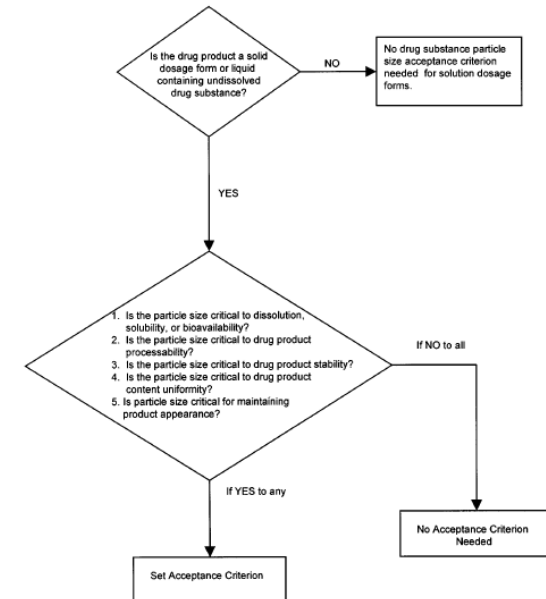 Is the drug product a solid
dosage form or liquid
containing undissolved
drug substance?
NO
No drug substance particle
size acceptance criterion
needed for solution dosage
forms.
YES
1. Is the particle size critical to dissolution,
solubility, or bioavailability?
2. Is the particle size critical to drug product
processability?
3. Is the particle size critical to drug product stability?
4. Is the particle size critical to drug product
content uniformity?
5. Is particle size critical for maintaining
product appearance?
If NO to all
If YES to any
No Acceptance Criterion
Needed
Set Acceptance Criterion